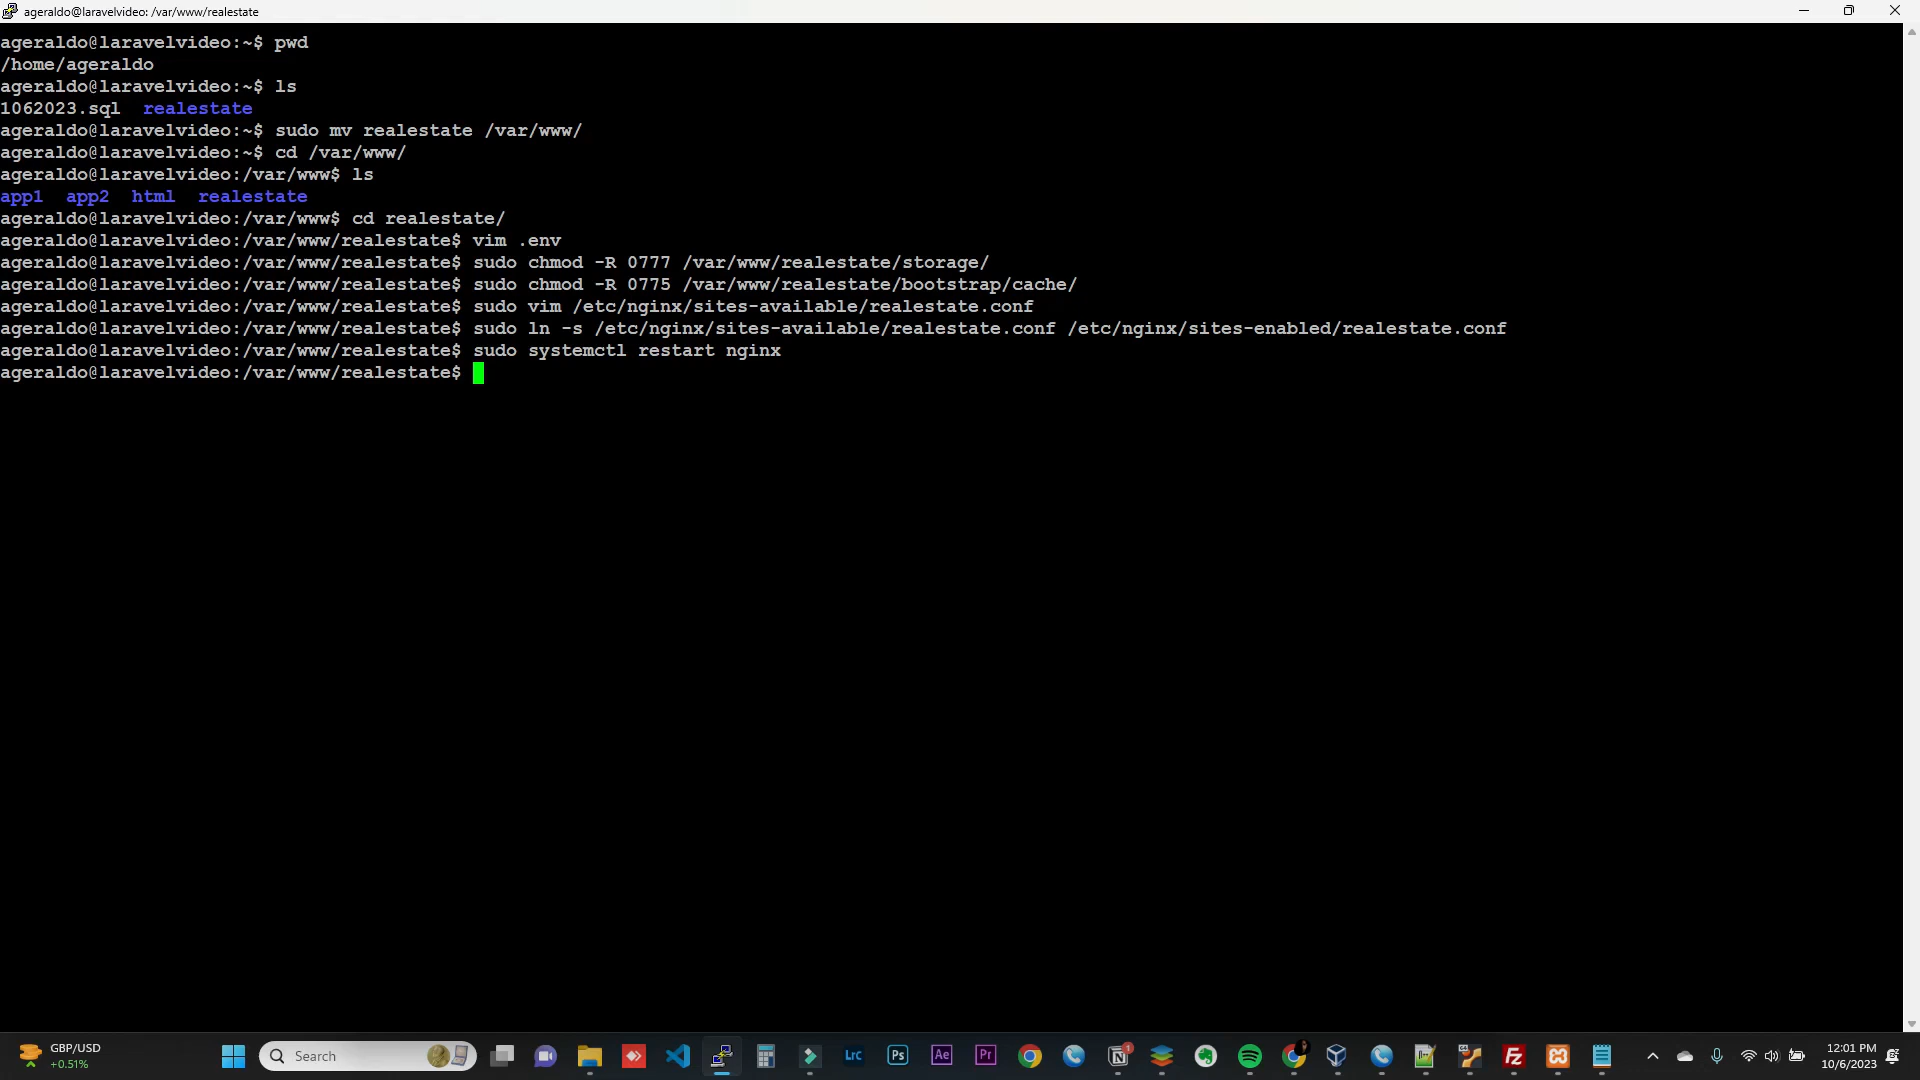 ageraldo@laravelvideo: /var/www/realestate
ageraldo@laravelvideo:~$ pwd
/home/ageraldo
ageraldo@laravelvideo:~$ ls
1062023.sql  realestate
ageraldo@laravelvideo:~$ sudo mv realestate /var/www/
ageraldo@laravelvideo:~$ cd /var/www/
ageraldo@laravelvideo:/var/www$ ls
app1  app2  html  realestate
ageraldo@laravelvideo:/var/www$ cd realestate/
ageraldo@laravelvideo:/var/www/realestate$ vim .env
ageraldo@laravelvideo:/var/www/realestate$ sudo chmod -R 0777 /var/www/realestate/storage/
ageraldo@laravelvideo:/var/www/realestate$ sudo chmod -R 0775 /var/www/realestate/bootstrap/cache/
ageraldo@laravelvideo:/var/www/realestate$ sudo vim /etc/nginx/sites-available/realestate.conf
ageraldo@laravelvideo:/var/www/realestate$ sudo ln -s /etc/nginx/sites-available/realestate.conf /etc/nginx/sites-enabled/realestate.conf
ageraldo@laravelvideo:/var/www/realestate$ sudo systemctl restart nginx
ageraldo@laravelvideo:/var/www/realestate$
GBP/USD
+0.51%
Search
Lrc
Ps
Ae
Pr
1
Fz
12:01 PM
10/6/2023